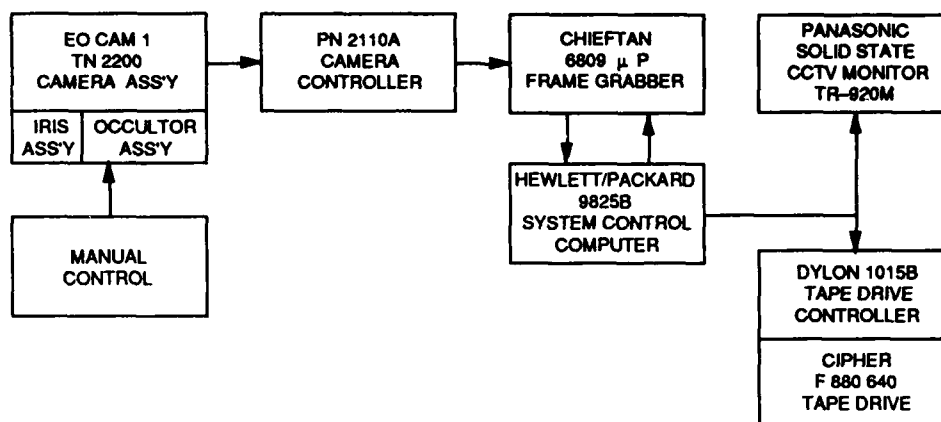 EO CAM 1
TN 2200
CAMERA ASS'Y
IRIS
ASS'Y
OCCULTOR
ASS'Y
MANUAL
CONTROL
PN 2110A
CAMERA
CONTROLLER
CHIEFTAN
6809 μ P
FRAME GRABBER
HEWLETT/PACKARD
9825B
SYSTEM CONTROL
COMPUTER
PANASONIC
SOLID STATE
CCTV MONITOR
TR-920M
DYLON 1015B
TAPE DRIVE
CONTROLLER
CIPHER
F 880 640
TAPE DRIVE